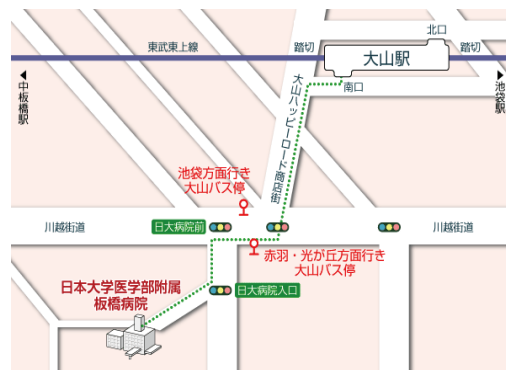 北口
東武東上線
踏切
大山駅
踏切
中板橋駅
南口
池袋駅
大山ハッピーロード商店街
池袋方面行き
大山バス停
川越街道
日大病院前
川越街道
赤羽・光が丘方面行き
大山バス停
日本大学医学部附属
板橋病院
日大病院入口